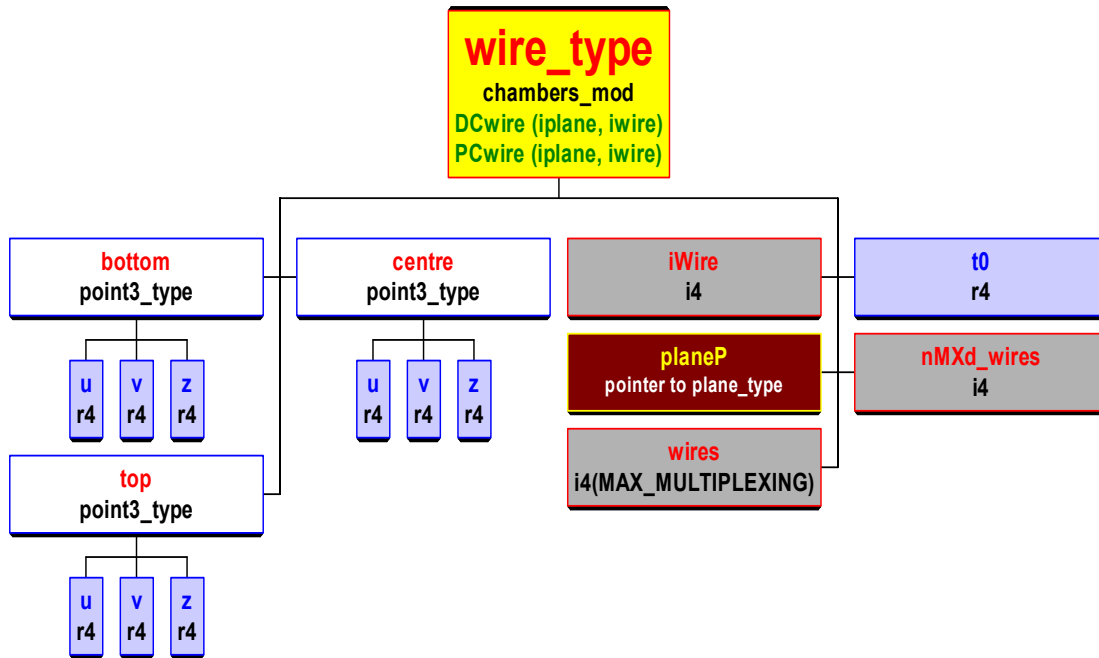 wire_type
chambers_mod
DCwire (iplane, iwire)
PCwire (iplane, iwire)
bottom
point3_type
centre
point3_type
iWire
i4
t0
r4
u
r4
v
r4
z
r4
u
r4
v
r4
z
r4
planeP
pointer to plane_type
nMXd_wires
i4
top
point3_type
wires
i4(MAX_MULTIPLEXING)
u
r4
v
r4
z
r4